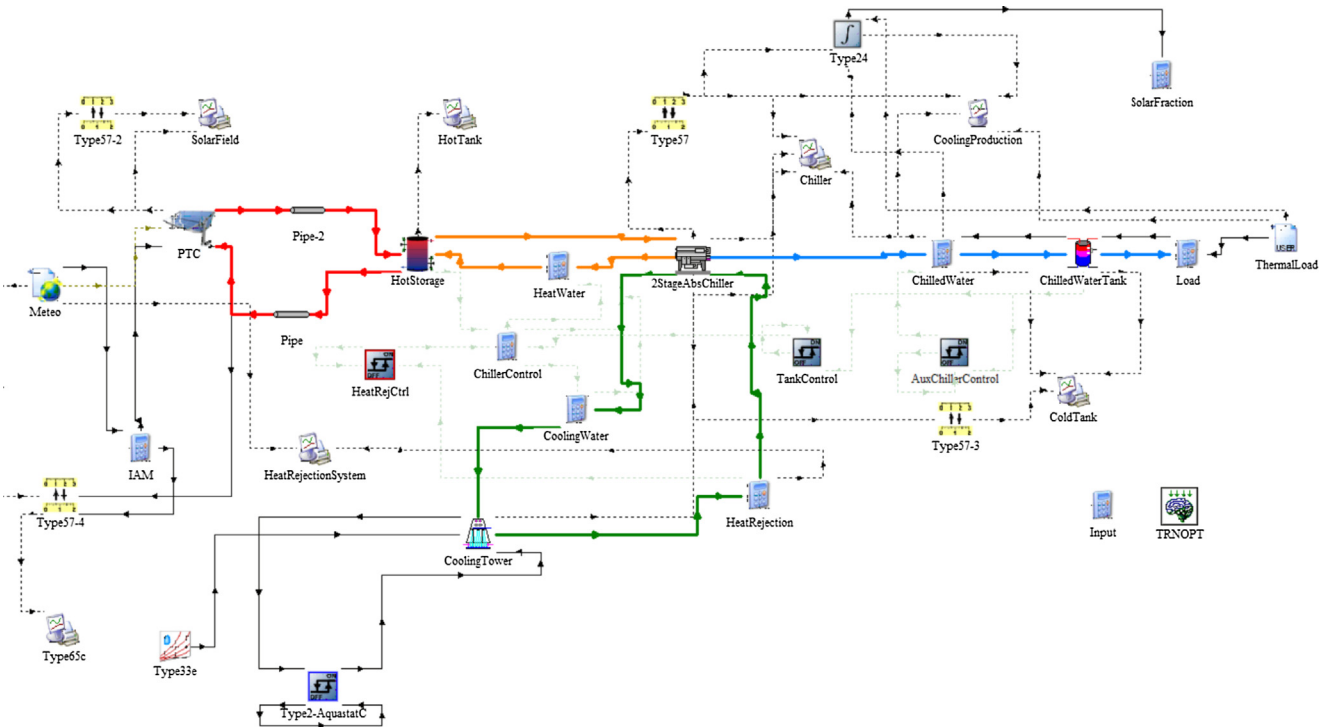 Type24
SolarFraction
Type57-2
SolarField
HotTank
Type57
CoolingProduction
Chiller
PTC
Pipe-2
HotStorage
HeatWater
2StageAbsChiller
ChilledWater
ChilledWaterTank
Load
USER
ThermalLoad
Meteo
Pipe
HeatRejCtrl
ChillerControl
TankControl
AuxChillerControl
ColdTank
CoolingWater
Type57-3
IAM
HeatRejectionSystem
Type57-4
HeatRejection
Input
TRNOPT
CoolingTower
Type65c
Type33e
Type2-AquastatC